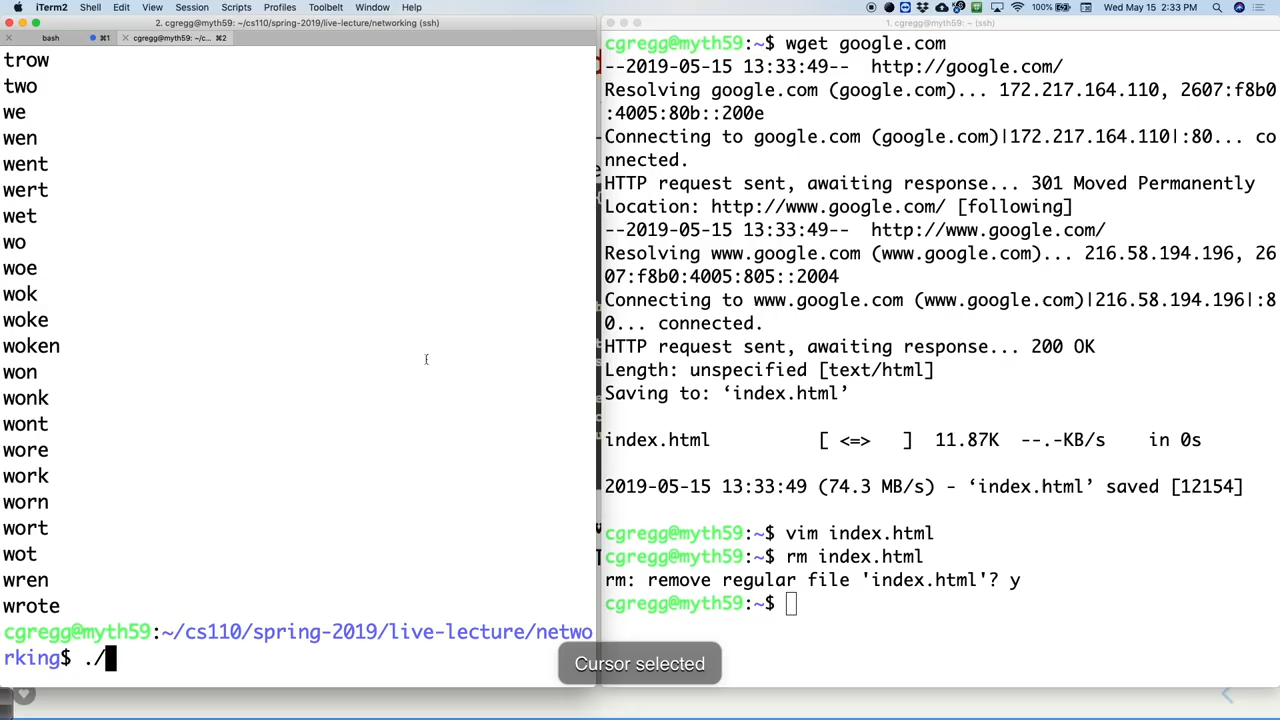 iTerm2 Shell Edit View Session Scripts Profiles Toolbelt Window Help
100% Wed May 15 2:33 PM
2. cgregg@myth59: ~/cs110/spring-2019/live-lecture/networking (ssh)
bash ⌘1 cgregg@myth59: ~/c... ⌘2
trow
two
we
wen
went
wert
wet
wo
woe
wok
woke
woken
won
wonk
wont
wore
work
worn
wort
wot
wren
wrote
cgregg@myth59:~/cs110/spring-2019/live-lecture/netwo
rking$ ./
1. cgregg@myth59: ~ (ssh)
cgregg@myth59:~$ wget google.com
--2019-05-15 13:33:49--  http://google.com/
Resolving google.com (google.com)... 172.217.164.110, 2607:f8b0
:4005:80b::200e
Connecting to google.com (google.com)|172.217.164.110|:80... co
nnected.
HTTP request sent, awaiting response... 301 Moved Permanently
Location: http://www.google.com/ [following]
--2019-05-15 13:33:49--  http://www.google.com/
Resolving www.google.com (www.google.com)... 216.58.194.196, 26
07:f8b0:4005:805::2004
Connecting to www.google.com (www.google.com)|216.58.194.196|:8
0... connected.
HTTP request sent, awaiting response... 200 OK
Length: unspecified [text/html]
Saving to: ‘index.html’
index.html [ <=> ] 11.87K --.-KB/s in 0s
2019-05-15 13:33:49 (74.3 MB/s) - ‘index.html’ saved [12154]
cgregg@myth59:~$ vim index.html
cgregg@myth59:~$ rm index.html
rm: remove regular file 'index.html'? y
cgregg@myth59:~$
Cursor selected